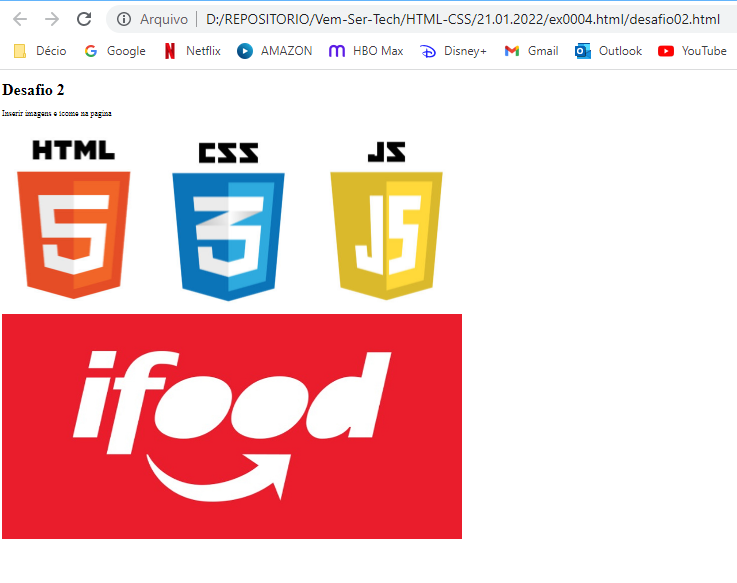 Arquivo | D:/REPOSITORIO/Vem-Ser-Tech/HTML-CSS/21.01.2022/ex0004.html/desafio02.html
Décio Google Netflix AMAZON HBO Max Disney+ Gmail Outlook YouTube
Desafio 2
Inserir imagens e icome na pagina
HTML CSS JS
5 3 JS
ifood